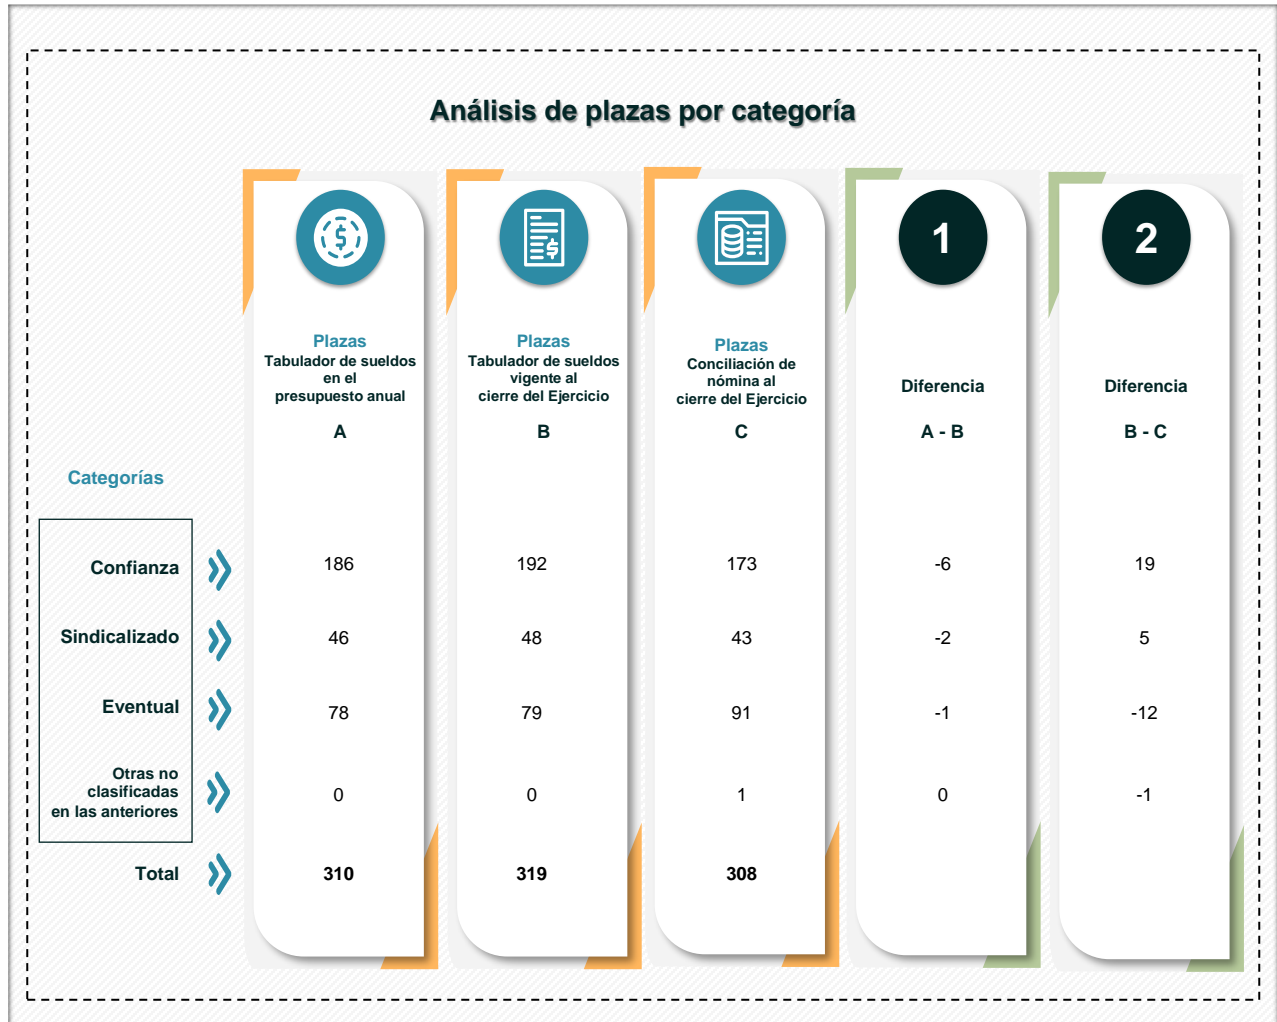 Análisis de plazas por categoría
1
2
Plazas
Tabulador de sueldos
en el
presupuesto anual
A
Plazas
Tabulador de sueldos
vigente al
cierre del Ejercicio
B
Plazas
Conciliación de
nómina al
cierre del Ejercicio
C
Diferencia
A - B
Diferencia
B - C
Categorías
Confianza 186 192 173 -6 19
Sindicalizado 46 48 43 -2 5
Eventual 78 79 91 -1 -12
Otras no
clasificadas
en las anteriores 0 0 1 0 -1
Total 310 319 308